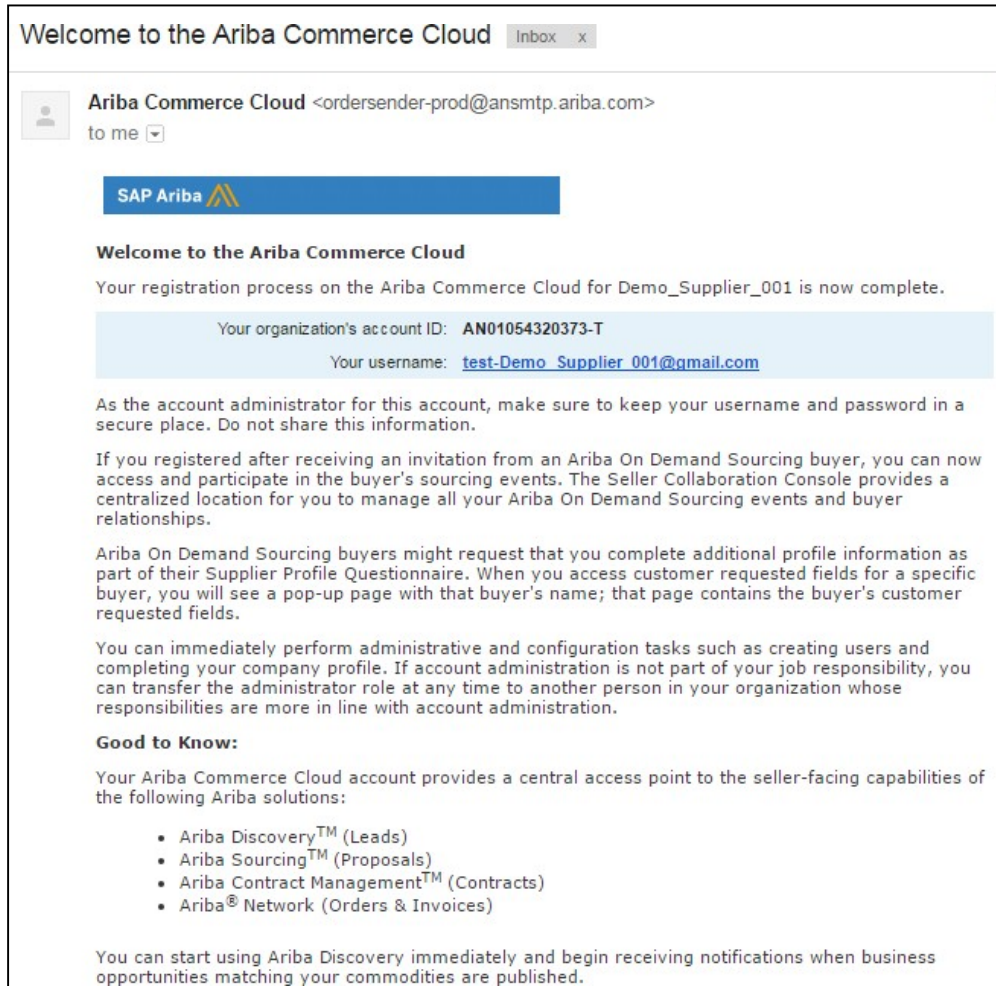 Welcome to the Ariba Commerce Cloud Inbox x
Ariba Commerce Cloud <ordersender-prod@ansmtp.ariba.com>
to me
SAP Ariba
Welcome to the Ariba Commerce Cloud
Your registration process on the Ariba Commerce Cloud for Demo_Supplier_001 is now complete.
Your organization's account ID: AN01054320373-T
Your username: test-Demo_Supplier_001@gmail.com
As the account administrator for this account, make sure to keep your username and password in a
secure place. Do not share this information.
If you registered after receiving an invitation from an Ariba On Demand Sourcing buyer, you can now
access and participate in the buyer's sourcing events. The Seller Collaboration Console provides a
centralized location for you to manage all your Ariba On Demand Sourcing events and buyer
relationships.
Ariba On Demand Sourcing buyers might request that you complete additional profile information as
part of their Supplier Profile Questionnaire. When you access customer requested fields for a specific
buyer, you will see a pop-up page with that buyer's name; that page contains the buyer's customer
requested fields.
You can immediately perform administrative and configuration tasks such as creating users and
completing your company profile. If account administration is not part of your job responsibility, you
can transfer the administrator role at any time to another person in your organization whose
responsibilities are more in line with account administration.
Good to Know:
Your Ariba Commerce Cloud account provides a central access point to the seller-facing capabilities of
the following Ariba solutions:
• Ariba Discovery™ (Leads)
• Ariba Sourcing™ (Proposals)
• Ariba Contract Management™ (Contracts)
• Ariba® Network (Orders & Invoices)
You can start using Ariba Discovery immediately and begin receiving notifications when business
opportunities matching your commodities are published.